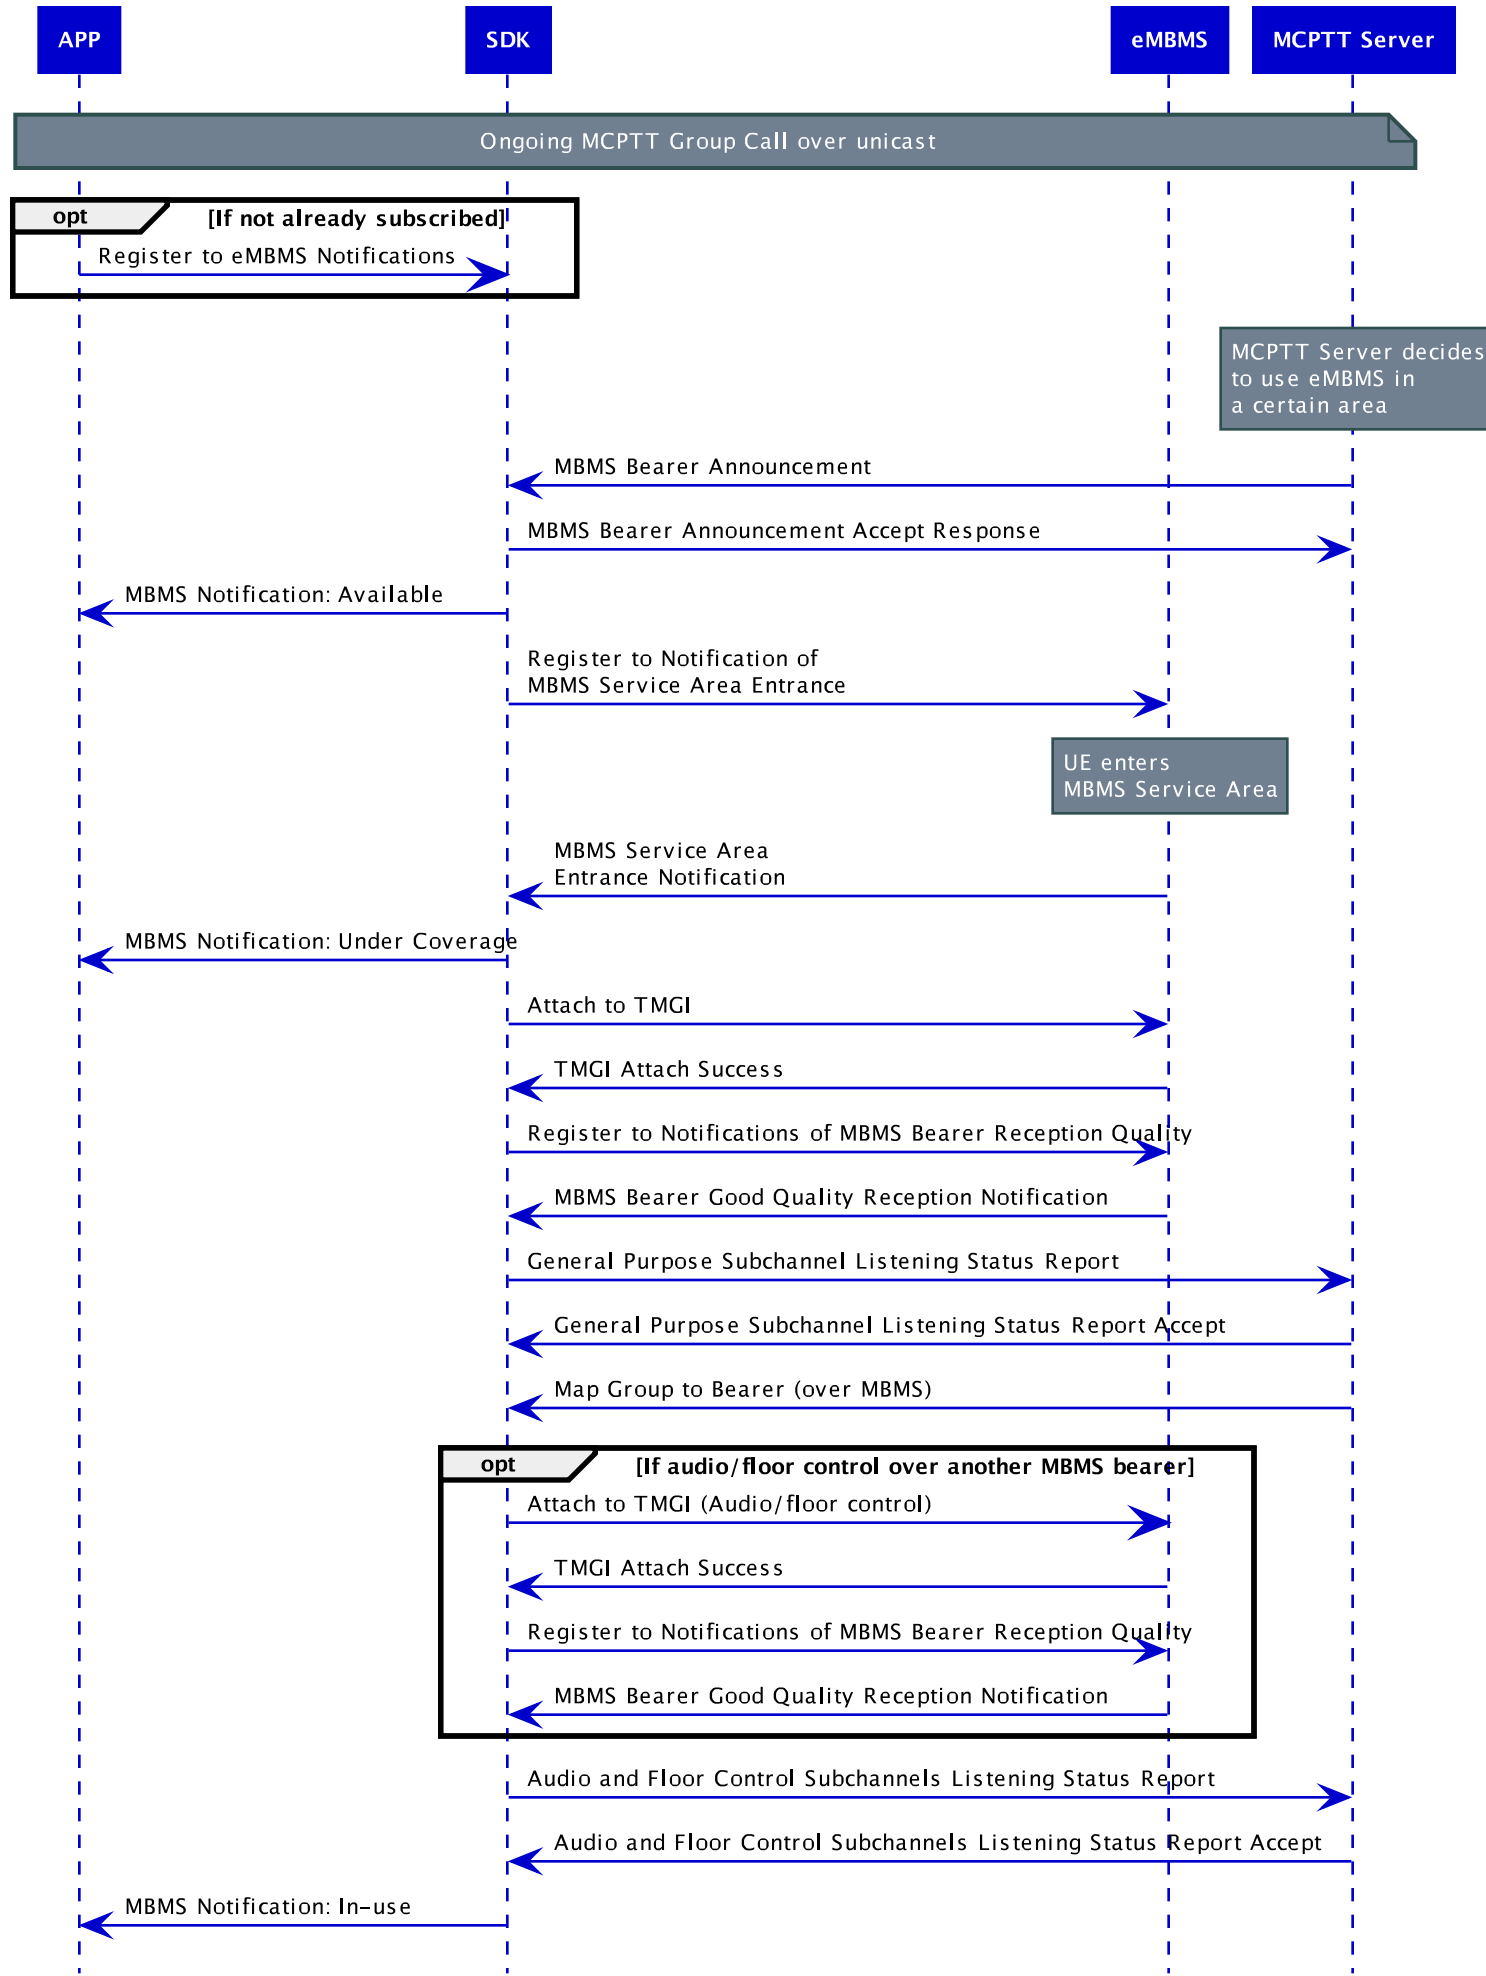 APP
SDK
eMBMS
MCPTT Server
Ongoing MCPTT Group Call over unicast
opt
[If not already subscribed]
Register to eMBMS Notifications
MCPTT Server decides
to use eMBMS in
a certain area
MBMS Bearer Announcement
MBMS Bearer Announcement Accept Response
MBMS Notification: Available
Register to Notification of
MBMS Service Area Entrance
UE enters
MBMS Service Area
MBMS Service Area
Entrance Notification
MBMS Notification: Under Coverage
Attach to TMGI
TMGI Attach Success
Register to Notifications of MBMS Bearer Reception Quality
MBMS Bearer Good Quality Reception Notification
General Purpose Subchannel Listening Status Report
General Purpose Subchannel Listening Status Report Accept
Map Group to Bearer (over MBMS)
opt
[If audio/floor control over another MBMS bearer]
Attach to TMGI (Audio/floor control)
TMGI Attach Success
Register to Notifications of MBMS Bearer Reception Quality
MBMS Bearer Good Quality Reception Notification
Audio and Floor Control Subchannels Listening Status Report
Audio and Floor Control Subchannels Listening Status Report Accept
MBMS Notification: In-use